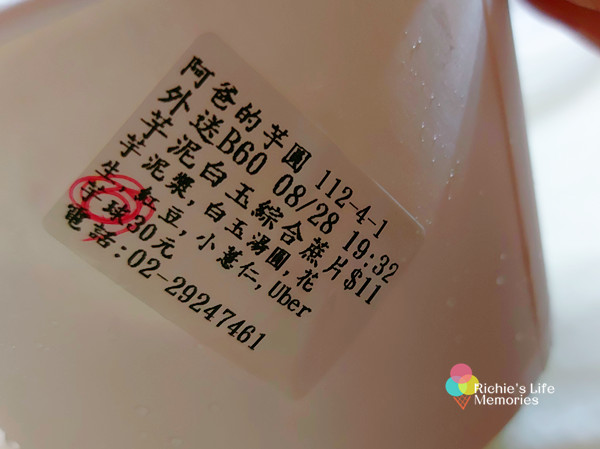 阿爸的芋圓 112-4-1
外送B60 08/28 19:32
芋泥白玉綜合蔗片$11
芋泥漿,白玉湯圓,花
生,紅豆,小薏仁,Uber
芋球30元
電話:02-29247461
Richie's Life
Memories